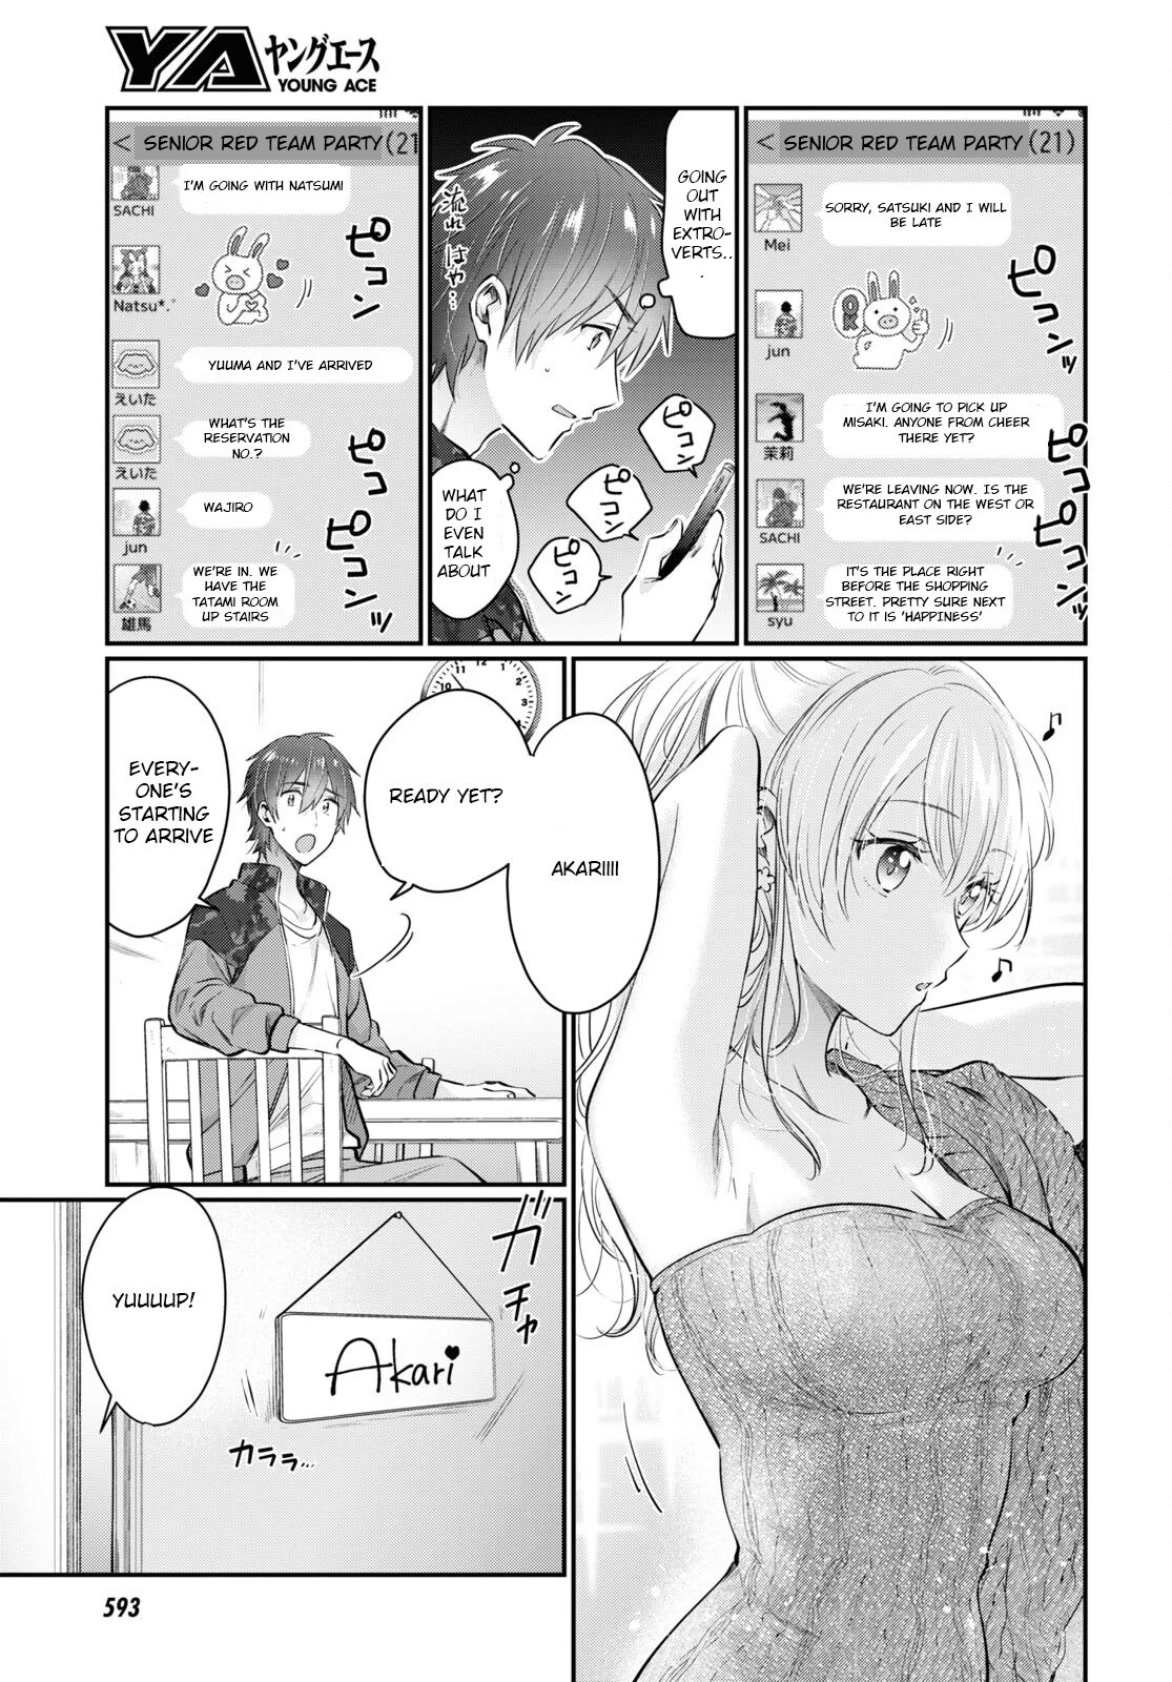 YA ヤングエース
YOUNG ACE
< SENIOR RED TEAM PARTY (21)
SORRY, SATSUKI AND I WILL
BE LATE
Mei
OK
jun
I'M GOING TO PICK UP
MISAKI. ANYONE FROM CHEER
THERE YET?
茉莉
WE'RE LEAVING NOW. IS THE
RESTAURANT ON THE WEST OR
EAST SIDE?
SACHI
IT'S THE PLACE RIGHT
BEFORE THE SHOPPING
STREET. PRETTY SURE NEXT
TO IT IS 'HAPPINESS'
syu
ピコンッ
ピコンッ
GOING
OUT
WITH
EXTRO-
VERTS..
.
流れ
はや…
ピコン
ピコン
ピコン
WHAT
DO I
EVEN
TALK
ABOUT
< SENIOR RED TEAM PARTY (21
I'M GOING WITH NATSUMI
SACHI
Natsu*.°
YUUMA AND I'VE ARRIVED
えいた
WHAT'S THE
RESERVATION
NO.?
えいた
WAJIRO
jun
WE'RE IN. WE
HAVE THE
TATAMI ROOM
UP STAIRS
雄馬
ピコン
ピコンッ
AKARIIII
READY YET?
11 12 1
10 2
3
4
EVERY-
ONE'S
STARTING
TO ARRIVE
YUUUUP!
ガチャ
Akari
カララ…
593